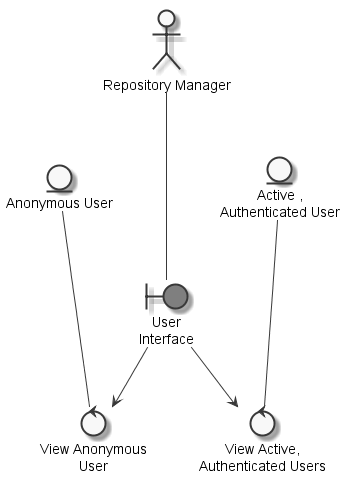 Repository Manager
Anonymous User
Active ,
Authenticated User
User
Interface
View Anonymous
User
View Active,
Authenticated Users